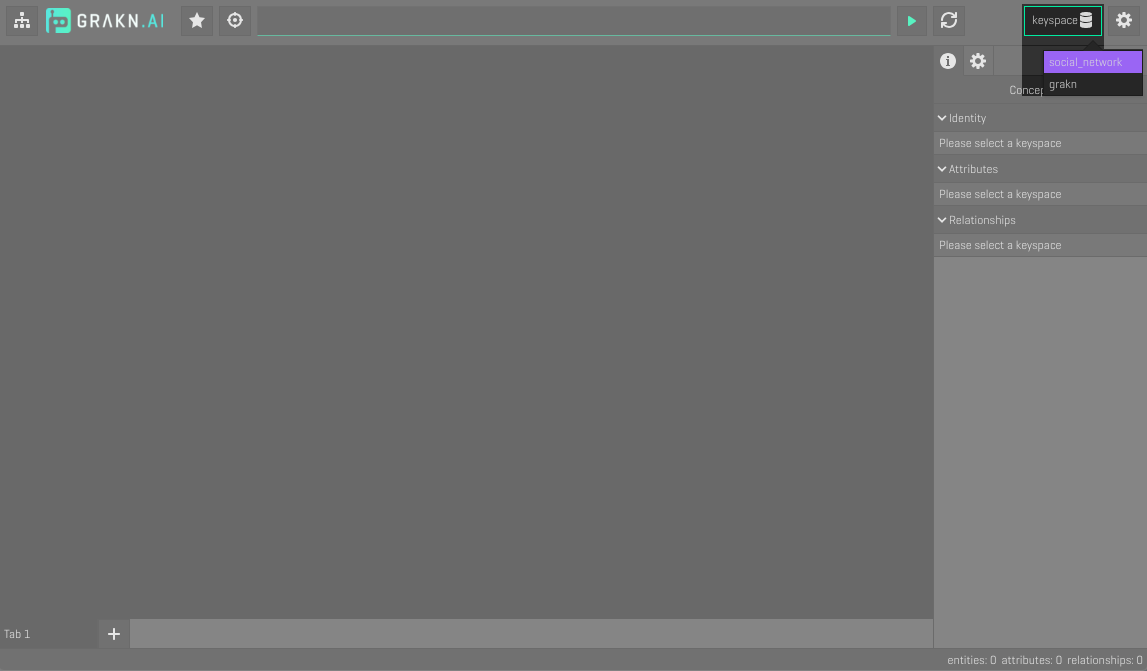 GRAKN.AI
keyspace
social_network
grakn
Identity
Please select a keyspace
Attributes
Please select a keyspace
Relationships
Please select a keyspace
Tab 1
entities: 0 attributes: 0 relationships: 0